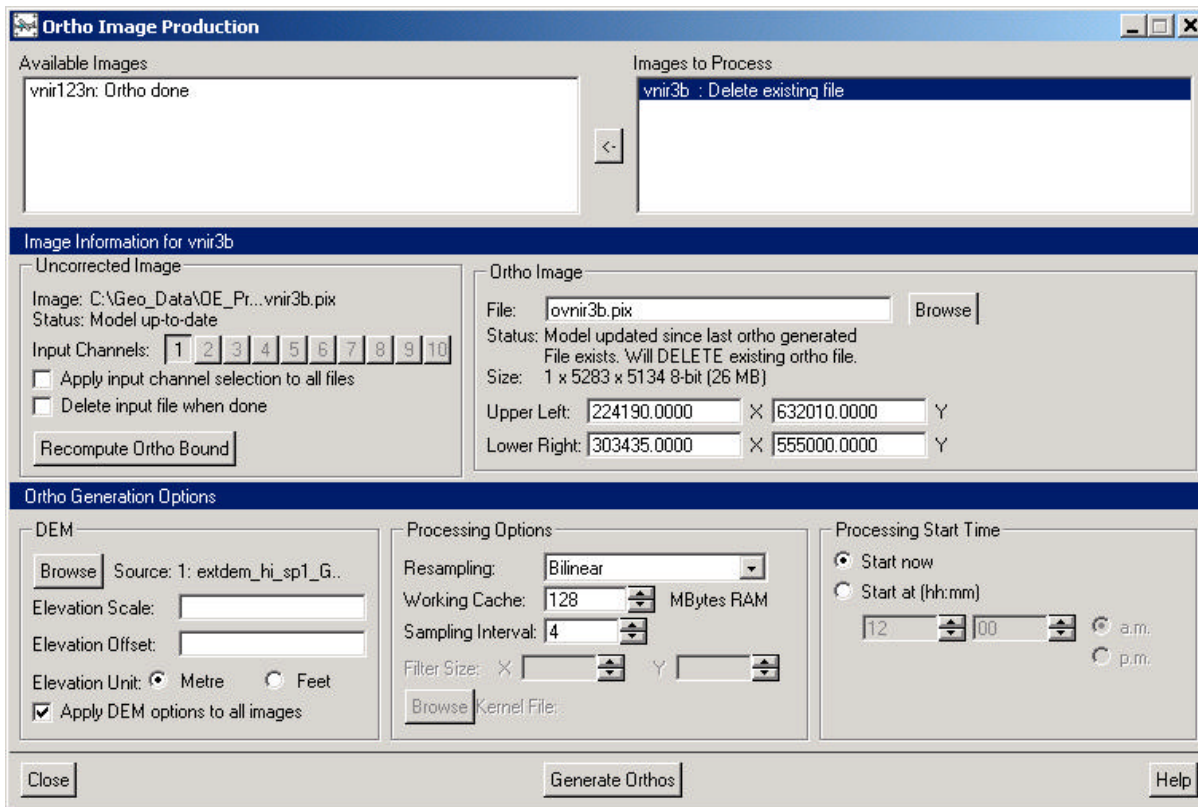 Ortho Image Production
Available Images
Images to Process
vnir123n: Ortho done
vnir3b : Delete existing file
<-
Image Information for vnir3b
Uncorrected Image
Image: C:\Geo_Data\OE_Pr...vnir3b.pix
Status: Model up-to-date
Input Channels: 1 2 3 4 5 6 7 8 9 10
Apply input channel selection to all files
Delete input file when done
Recompute Ortho Bound
Ortho Image
File: ovnir3b.pix Browse
Status: Model updated since last ortho generated
File exists. Will DELETE existing ortho file.
Size: 1 x 5283 x 5134 8-bit (26 MB)
Upper Left: 224190.0000 X 632010.0000 Y
Lower Right: 303435.0000 X 555000.0000 Y
Ortho Generation Options
DEM
Browse Source: 1: extdem_hi_sp1_G..
Elevation Scale:
Elevation Offset:
Elevation Unit: Metre Feet
Apply DEM options to all images
Processing Options
Resampling: Bilinear
Working Cache: 128 MBytes RAM
Sampling Interval: 4
Filter Size: X Y
Browse Kernel File:
Processing Start Time
Start now
Start at (hh:mm)
12 00 a.m.
p.m.
Close
Generate Orthos
Help